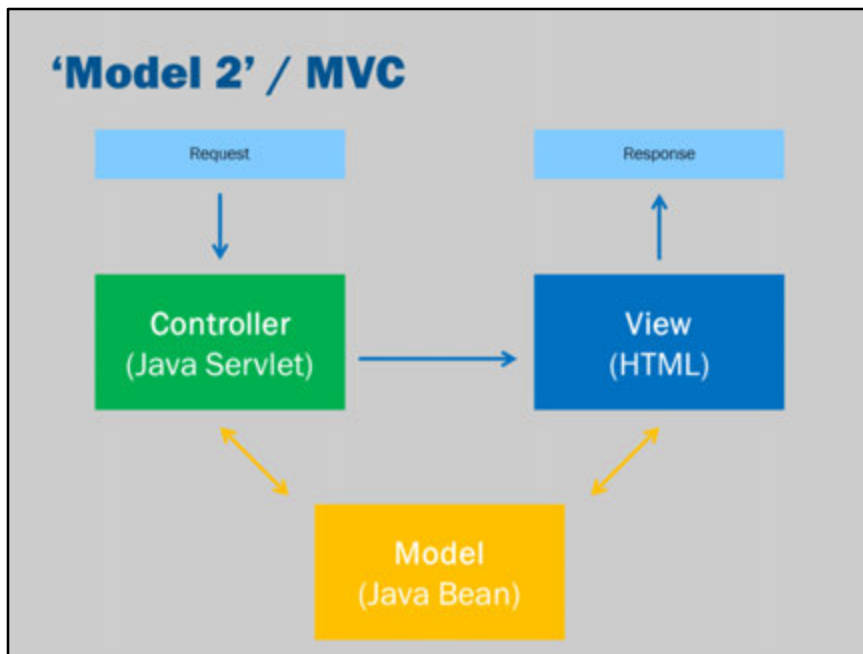 ‘Model 2’ / MVC
Request
Response
Controller
(Java Servlet)
View
(HTML)
Model
(Java Bean)